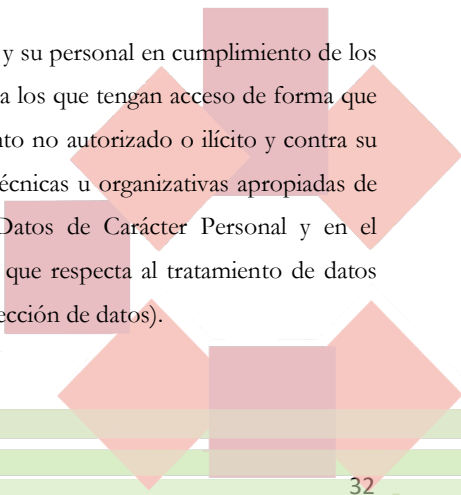 y su personal en cumplimiento de los
a los que tengan acceso de forma que
nto no autorizado o ilícito y contra su
écnicas u organizativas apropiadas de
Datos de Carácter Personal y en el
que respecta al tratamiento de datos
ección de datos).
32